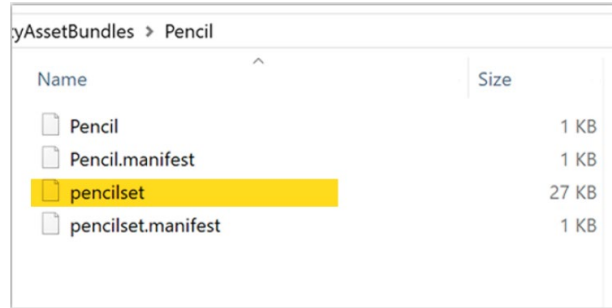 yAssetBundles > Pencil
Name Size
Pencil 1 KB
Pencil.manifest 1 KB
pencilset 27 KB
pencilset.manifest 1 KB